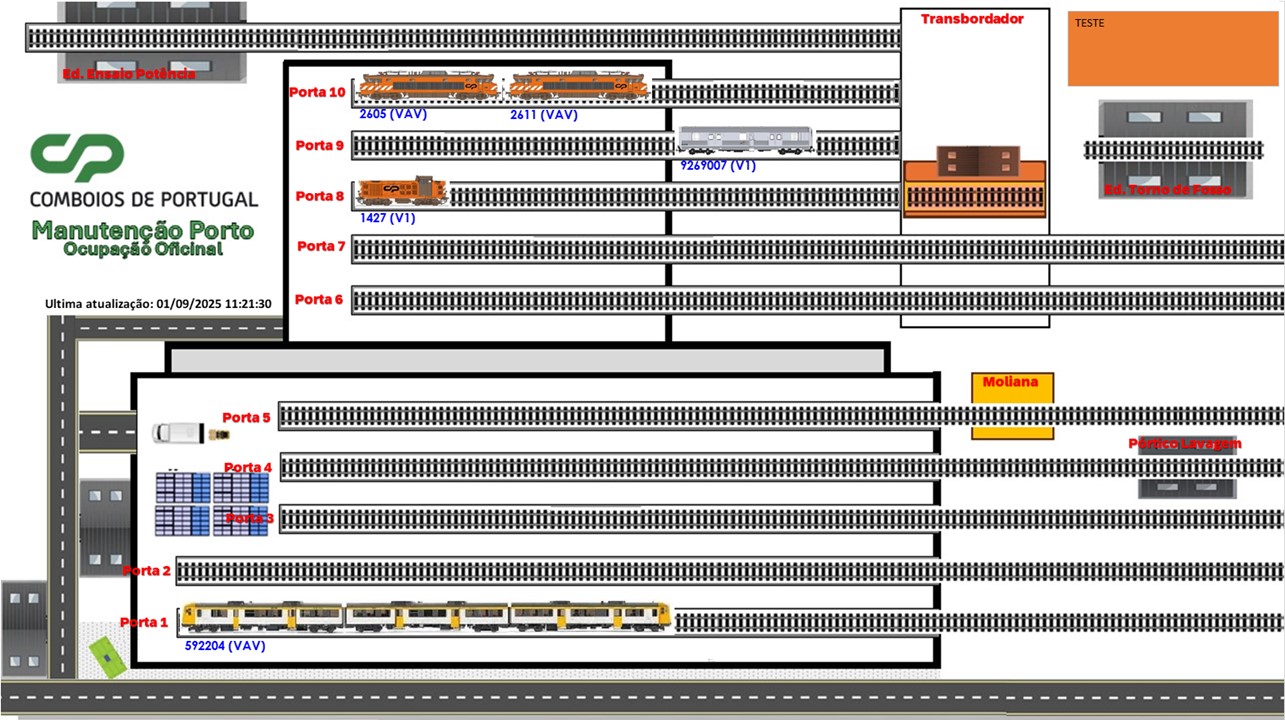 Transbordador
TESTE
Ed. Ensaio Potência
Porta 10
2605 (VAV)
2611 (VAV)
Porta 9
9269007 (V1)
CP
COMBOIOS DE PORTUGAL
Manutenção Porto
Ocupação Oficinal
Porta 8
1427 (V1)
Ed. Torno de Fosso
Porta 7
Porta 6
Ultima atualização: 01/09/2025 11:21:30
Moliana
Porta 5
Pórtico Lavagem
Porta 4
Porta 3
Porta 2
Porta 1
592204 (VAV)